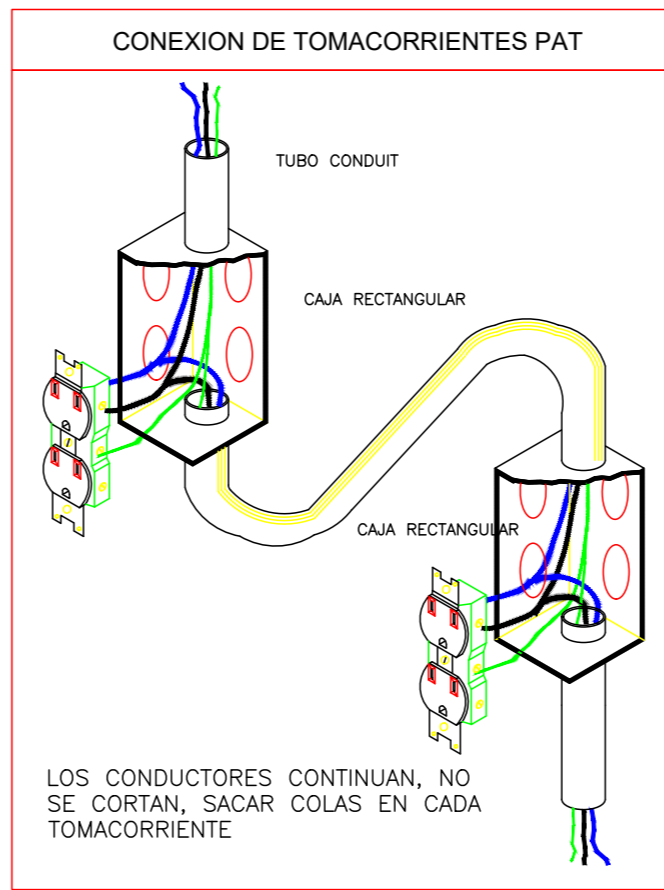 CONEXION DE TOMACORRIENTES PAT
TUBO CONDUIT
CAJA RECTANGULAR
CAJA RECTANGULAR
LOS CONDUCTORES CONTINUAN, NO
SE CORTAN, SACAR COLAS EN CADA
TOMACORRIENTE